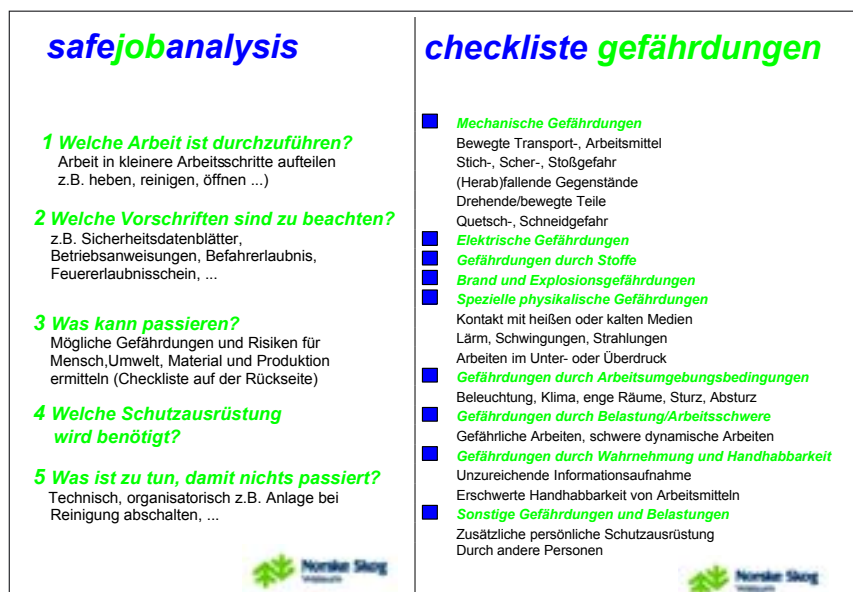 safejobanalysis
1 Welche Arbeit ist durchzuführen?
Arbeit in kleinere Arbeitsschritte aufteilen
z.B. heben, reinigen, öffnen ...)
2 Welche Vorschriften sind zu beachten?
z.B. Sicherheitsdatenblätter,
Betriebsanweisungen, Befahrerlaubnis,
Feuererlaubnisschein, ...
3 Was kann passieren?
Mögliche Gefährdungen und Risiken für
Mensch,Umwelt, Material und Produktion
ermitteln (Checkliste auf der Rückseite)
4 Welche Schutzausrüstung
wird benötigt?
5 Was ist zu tun, damit nichts passiert?
Technisch, organisatorisch z.B. Anlage bei
Reinigung abschalten, ...
Norske Skog
checkliste gefährdungen
Mechanische Gefährdungen
Bewegte Transport-, Arbeitsmittel
Stich-, Scher-, Stoßgefahr
(Herab)fallende Gegenstände
Drehende/bewegte Teile
Quetsch-, Schneidgefahr
Elektrische Gefährdungen
Gefährdungen durch Stoffe
Brand und Explosionsgefährdungen
Spezielle physikalische Gefährdungen
Kontakt mit heißen oder kalten Medien
Lärm, Schwingungen, Strahlungen
Arbeiten im Unter- oder Überdruck
Gefährdungen durch Arbeitsumgebungsbedingungen
Beleuchtung, Klima, enge Räume, Sturz, Absturz
Gefährdungen durch Belastung/Arbeitsschwere
Gefährliche Arbeiten, schwere dynamische Arbeiten
Gefährdungen durch Wahrnehmung und Handhabbarkeit
Unzureichende Informationsaufnahme
Erschwerte Handhabbarkeit von Arbeitsmitteln
Sonstige Gefährdungen und Belastungen
Zusätzliche persönliche Schutzausrüstung
Durch andere Personen
Norske Skog